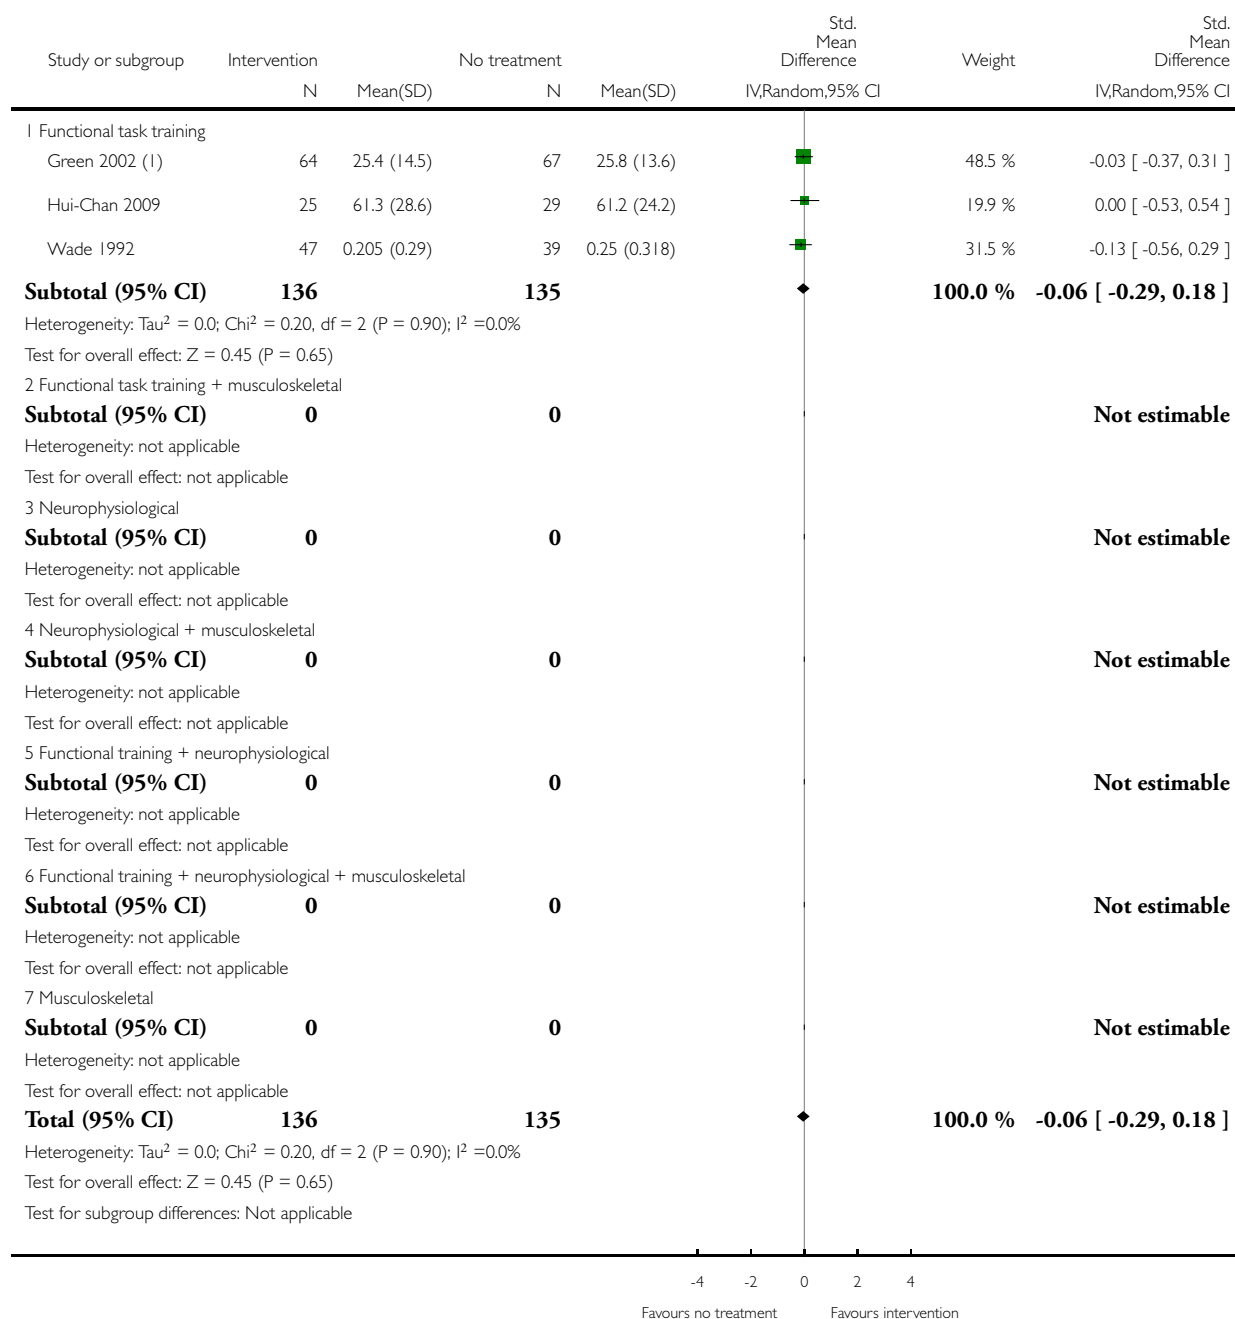 Study or subgroup Intervention No treatment Std. Mean Difference Weight Std. Mean Difference
N Mean(SD) N Mean(SD) IV,Random,95% CI IV,Random,95% CI
1 Functional task training
Green 2002 (1) 64 25.4 (14.5) 67 25.8 (13.6) 48.5 % -0.03 [ -0.37, 0.31 ]
Hui-Chan 2009 25 61.3 (28.6) 29 61.2 (24.2) 19.9 % 0.00 [ -0.53, 0.54 ]
Wade 1992 47 0.205 (0.29) 39 0.25 (0.318) 31.5 % -0.13 [ -0.56, 0.29 ]
Subtotal (95% CI) 136 135 100.0 % -0.06 [ -0.29, 0.18 ]
Heterogeneity: Tau² = 0.0; Chi² = 0.20, df = 2 (P = 0.90); I² =0.0%
Test for overall effect: Z = 0.45 (P = 0.65)
2 Functional task training + musculoskeletal
Subtotal (95% CI) 0 0 Not estimable
Heterogeneity: not applicable
Test for overall effect: not applicable
3 Neurophysiological
Subtotal (95% CI) 0 0 Not estimable
Heterogeneity: not applicable
Test for overall effect: not applicable
4 Neurophysiological + musculoskeletal
Subtotal (95% CI) 0 0 Not estimable
Heterogeneity: not applicable
Test for overall effect: not applicable
5 Functional training + neurophysiological
Subtotal (95% CI) 0 0 Not estimable
Heterogeneity: not applicable
Test for overall effect: not applicable
6 Functional training + neurophysiological + musculoskeletal
Subtotal (95% CI) 0 0 Not estimable
Heterogeneity: not applicable
Test for overall effect: not applicable
7 Musculoskeletal
Subtotal (95% CI) 0 0 Not estimable
Heterogeneity: not applicable
Test for overall effect: not applicable
Total (95% CI) 136 135 100.0 % -0.06 [ -0.29, 0.18 ]
Heterogeneity: Tau² = 0.0; Chi² = 0.20, df = 2 (P = 0.90); I² =0.0%
Test for overall effect: Z = 0.45 (P = 0.65)
Test for subgroup differences: Not applicable
-4 -2 0 2 4
Favours no treatment Favours intervention